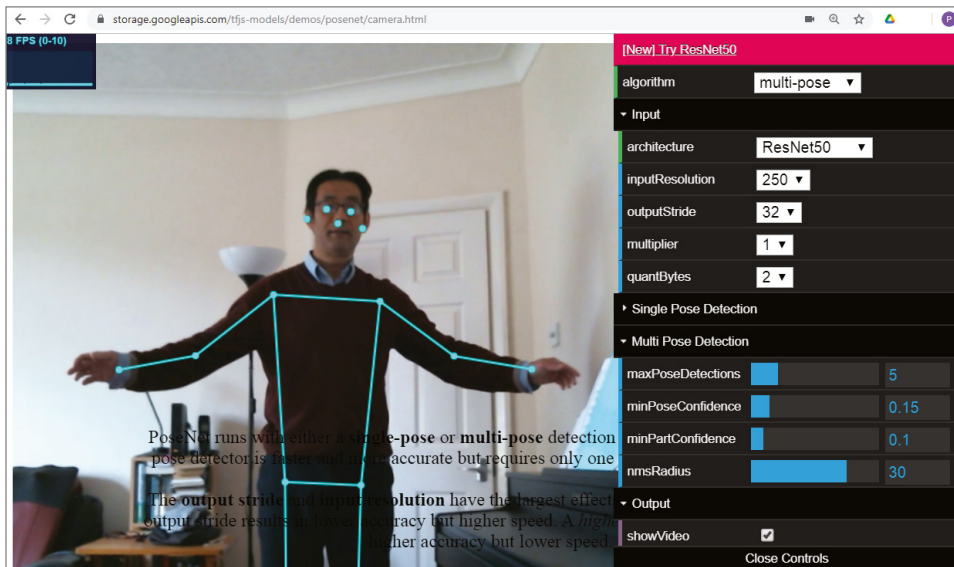 storage.googleapis.com/tfjs-models/demos/posenet/camera.html
P
8 FPS (0-10)
[New] Try ResNet50
algorithm multi-pose
Input
architecture ResNet50
inputResolution 250
outputStride 32
multiplier 1
quantBytes 2
Single Pose Detection
Multi Pose Detection
maxPoseDetections 5
minPoseConfidence 0.15
minPartConfidence 0.1
nmsRadius 30
Output
showVideo
Close Controls
PoseNet runs with either a single-pose or multi-pose detection
pose detector is faster and more accurate but requires only one
The output stride and input resolution have the largest effect
output stride results in lower accuracy but higher speed. A highe
higher accuracy but lower speed.